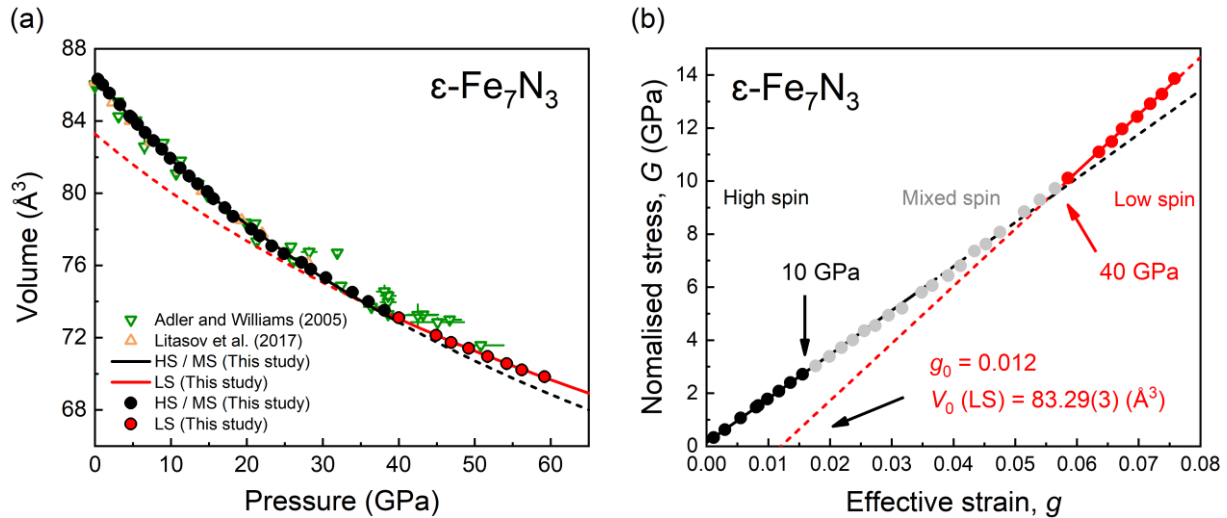 (a)
88
84
80
76
72
68
Volume (Å³)
ε-Fe₇N₃
Adler and Williams (2005)
Litasov et al. (2017)
HS / MS (This study)
LS (This study)
HS / MS (This study)
LS (This study)
0 10 20 30 40 50 60
Pressure (GPa)
(b)
14
12
10
8
6
4
2
0
Nomalised stress, G (GPa)
ε-Fe₇N₃
High spin
Mixed spin
Low spin
10 GPa
40 GPa
g₀ = 0.012
V₀ (LS) = 83.29(3) (Å³)
0.00 0.01 0.02 0.03 0.04 0.05 0.06 0.07 0.08
Effective strain, g